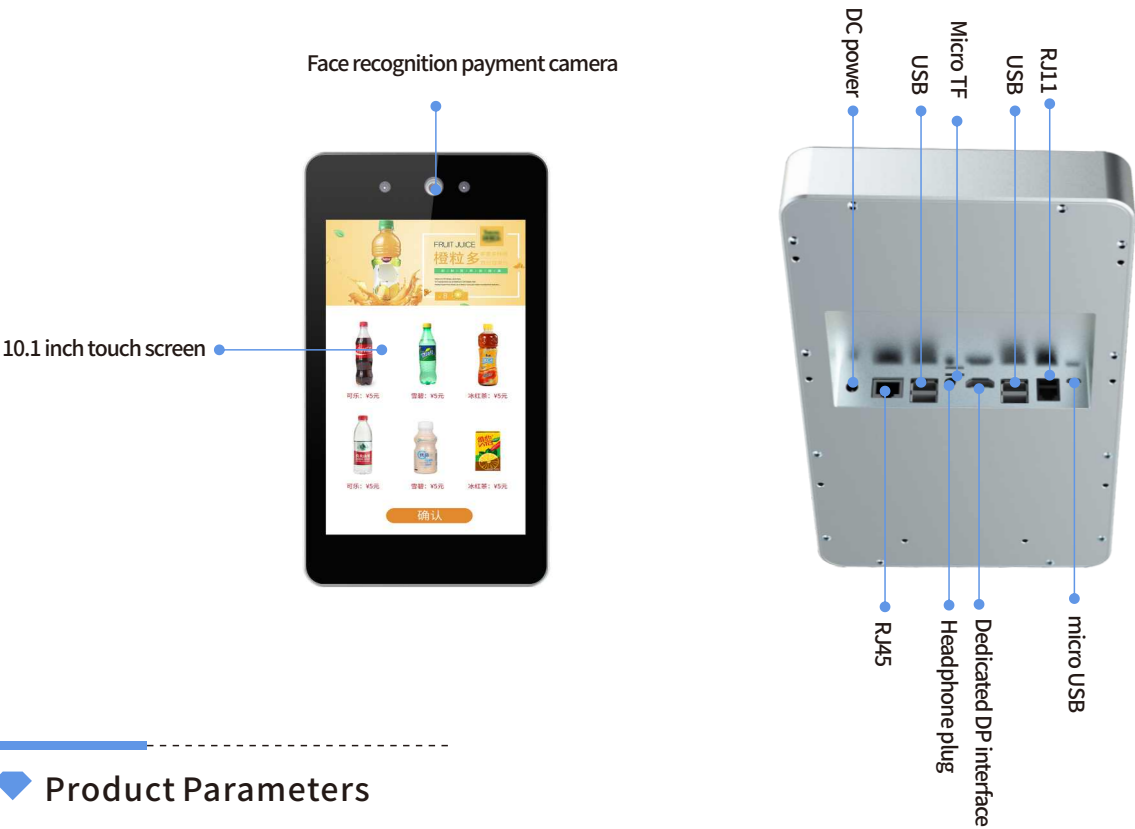 Face recognition payment camera
10.1 inch touch screen
FRUIT JUICE
橙粒多
可乐：¥5元
雪碧：¥5元
冰红茶：¥5元
可乐：¥5元
雪碧：¥5元
冰红茶：¥5元
确认
DC power
USB
Micro TF
USB
RJ11
RJ45
Headphone plug
Dedicated DP interface
micro USB
Product Parameters